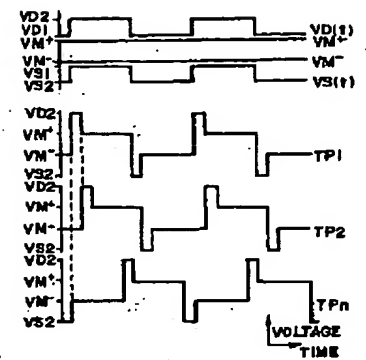 VD2
VD1 VD(t)
VM+ VM+
VM- VM-
VS1
VS2 VS(t)
VD2
VM+
VM- TP1
VS2
VD2
VM+
VM- TP2
VS2
VD2
VM+
VM- TPn
VS2
VOLTAGE
TIME